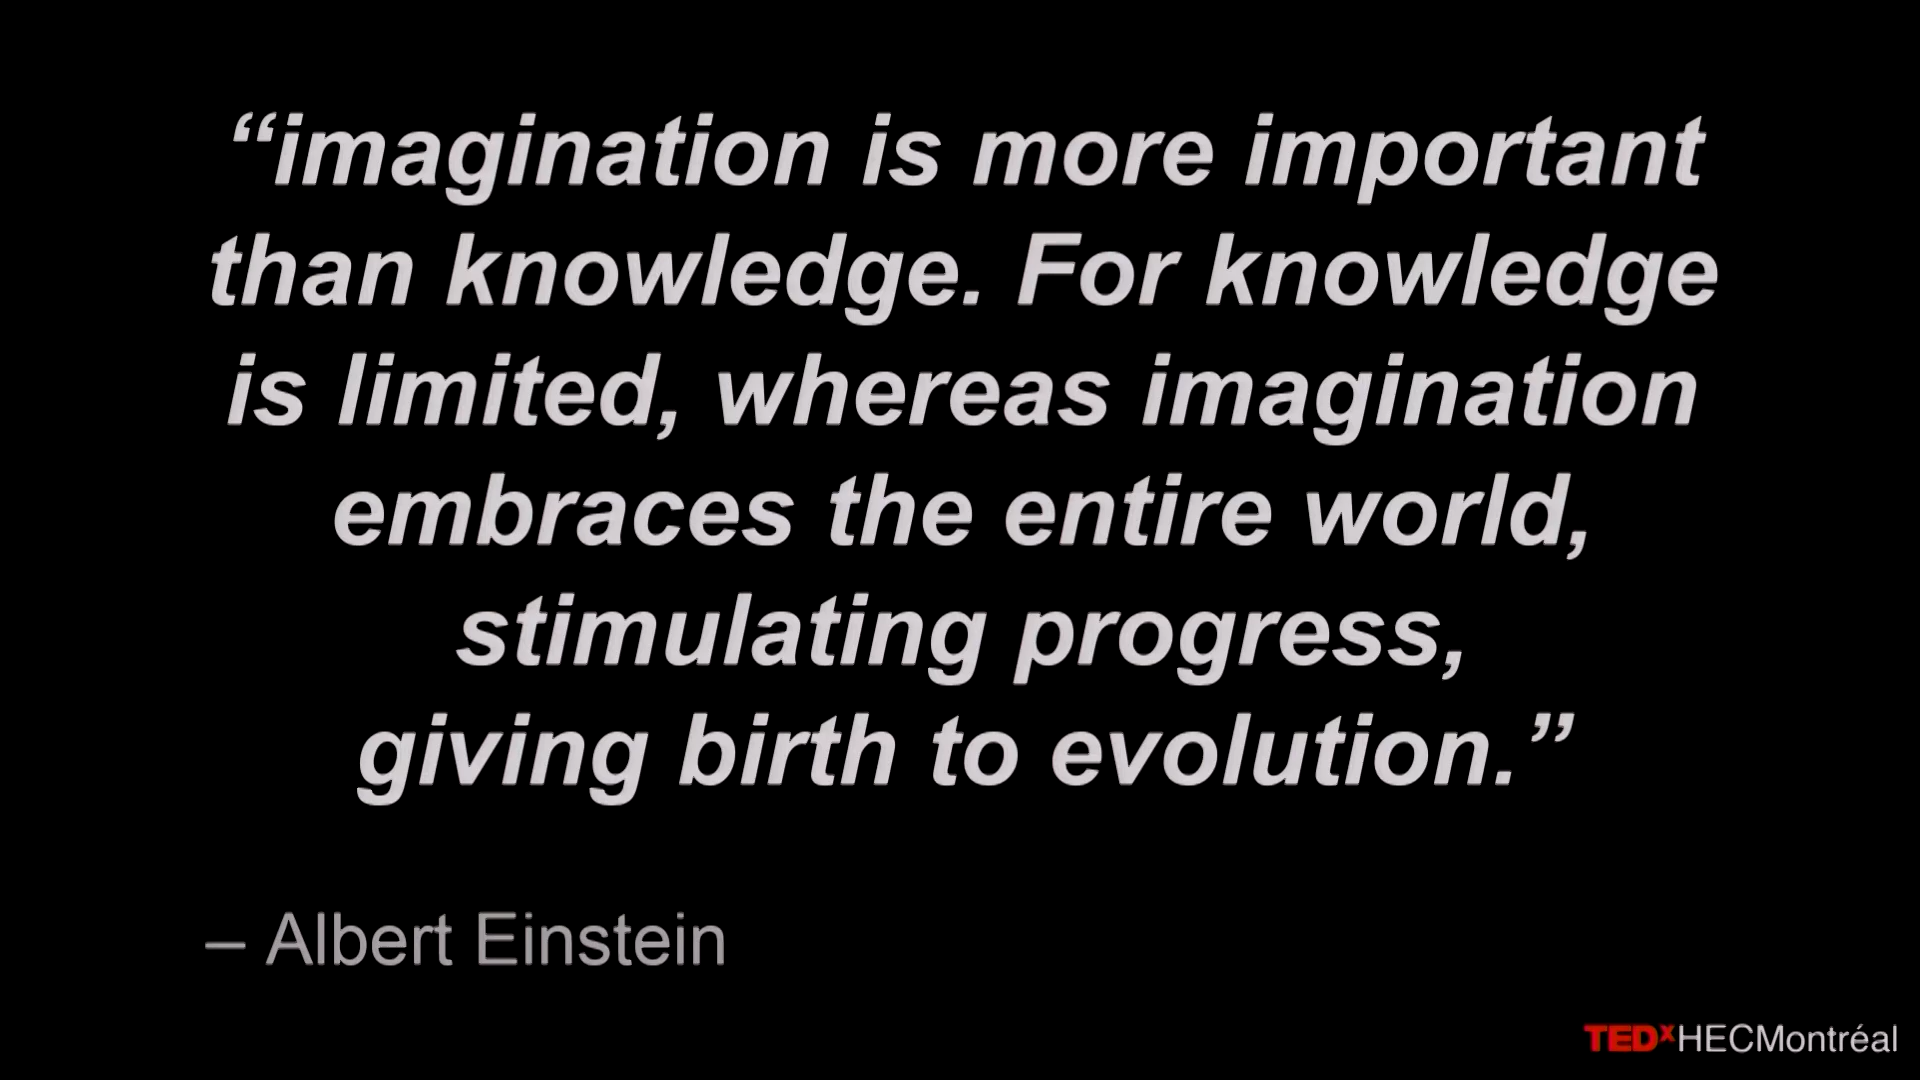 “imagination is more important
than knowledge. For knowledge
is limited, whereas imagination
embraces the entire world,
stimulating progress,
giving birth to evolution.”
– Albert Einstein
TEDxHECMontréal